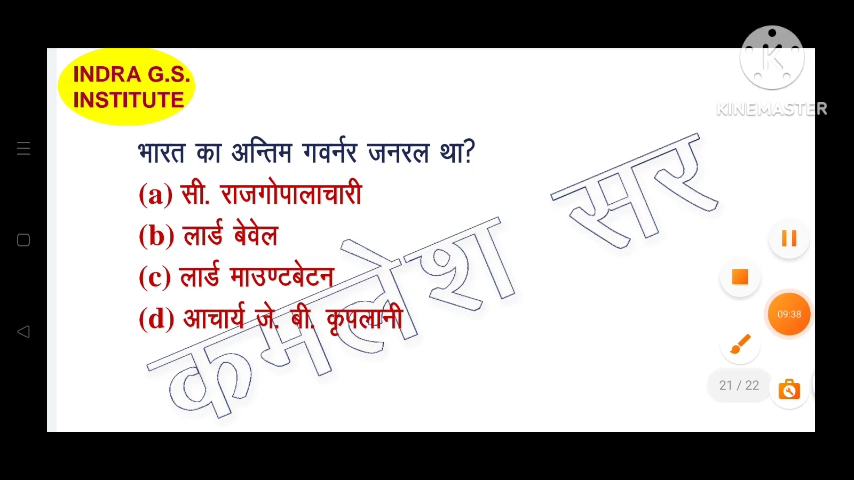 INDRA G.S.
INSTITUTE
KINEMASTER
भारत का अन्तिम गवर्नर जनरल था?
(a) सी. राजगोपालाचारी
(b) लार्ड बेवेल
(c) लार्ड माउण्टबेटन
(d) आचार्य जे. बी. कृपलानी
कमलेश सर
09:38
21 / 22